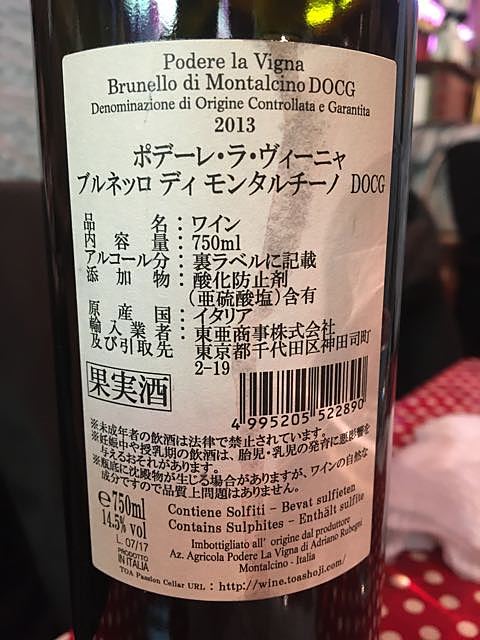 Podere la Vigna
Brunello di Montalcino DOCG
Denominazione di Origine Controllata e Garantita
2013
ポデーレ・ラ・ヴィーニャ
ブルネッロ ディ モンタルチーノ DOCG
品名：ワイン
内容量：750ml
アルコール分：裏ラベルに記載
添加物：酸化防止剤
（亜硫酸塩）含有
原産国：イタリア
輸入業者：東亜商事株式会社
及び引取先 東京都千代田区神田司町
2-19
果実酒
4 995205 522890
※未成年者の飲酒は法律で禁止されています。
※妊娠中や授乳期の飲酒は、胎児・乳児の発育に悪影響を
与えるおそれがあります。
※瓶底に沈殿物が生じる場合がありますが、ワインの自然な
成分ですので品質上問題はありません。
e750ml
14.5% vol
L 07/17
PRODOTTO
IN ITALIA
Contiene Solfiti – Bevat sulfieten
Contains Sulphites – Enthält sulfite
Imbottigliato all' origine dal produttore
Az. Agricola Podere La Vigna di Adriano Rubegni
Montalcino - Italia
TOA Passion Cellar URL : http://wine.toashoji.com/